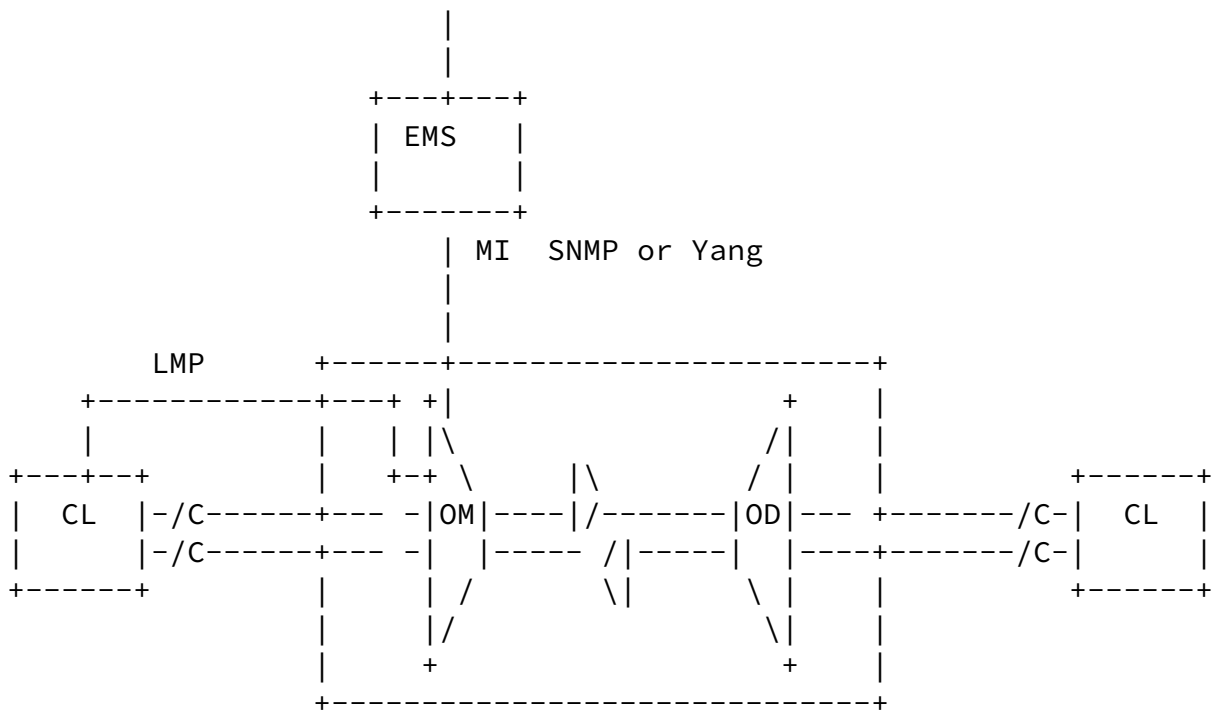 EMS
MI SNMP or Yang
LMP
CL -/C OM OD /C- CL
-/C /C-